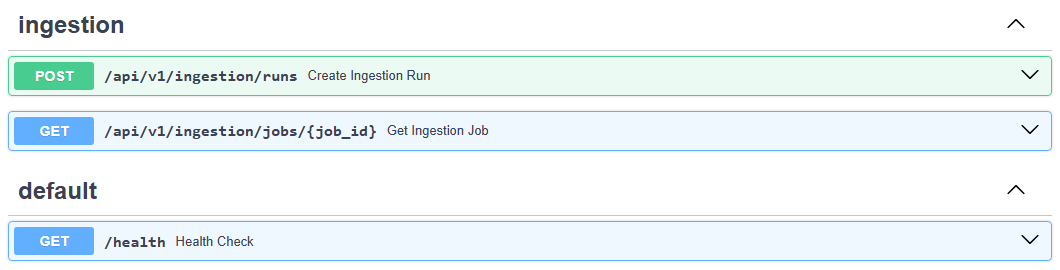 ingestion
POST /api/v1/ingestion/runs Create Ingestion Run
GET /api/v1/ingestion/jobs/{job_id} Get Ingestion Job
default
GET /health Health Check